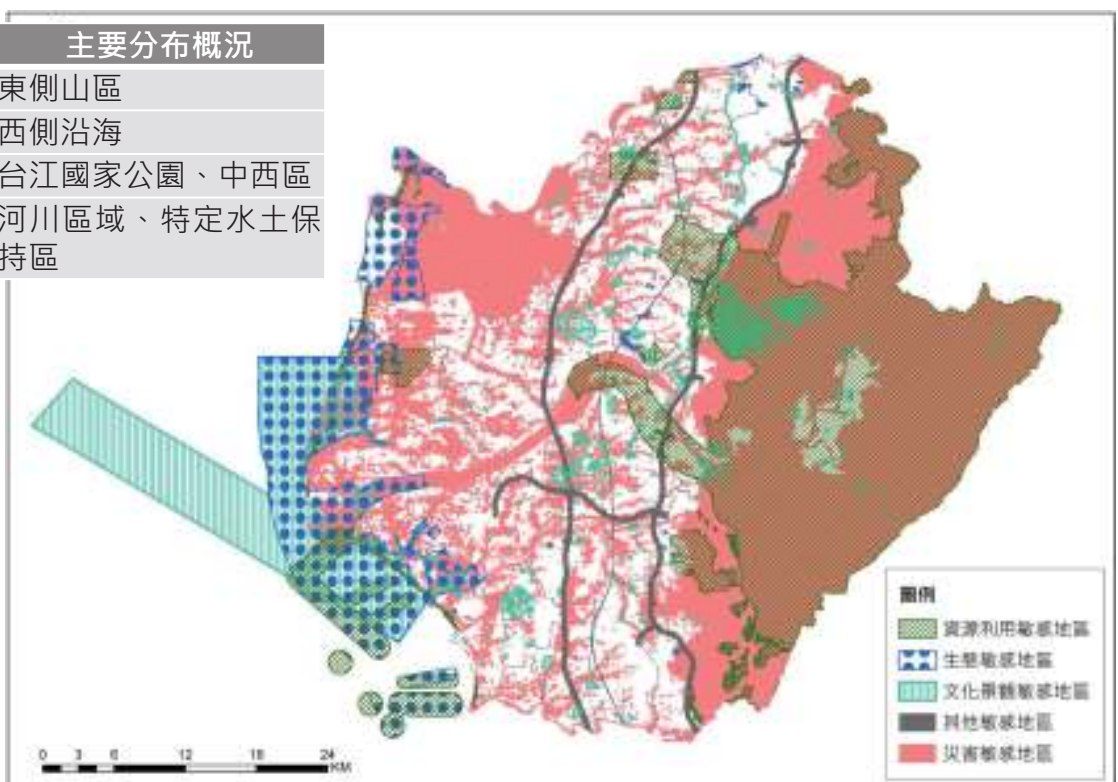 主要分布概況
東側山區
西側沿海
台江國家公園、中西區
河川區域、特定水土保
持區
圖例
資源利用敏感地區
生態敏感地區
文化景觀敏感地區
其他敏感地區
災害敏感地區
0 3 6 12 18 24
KM